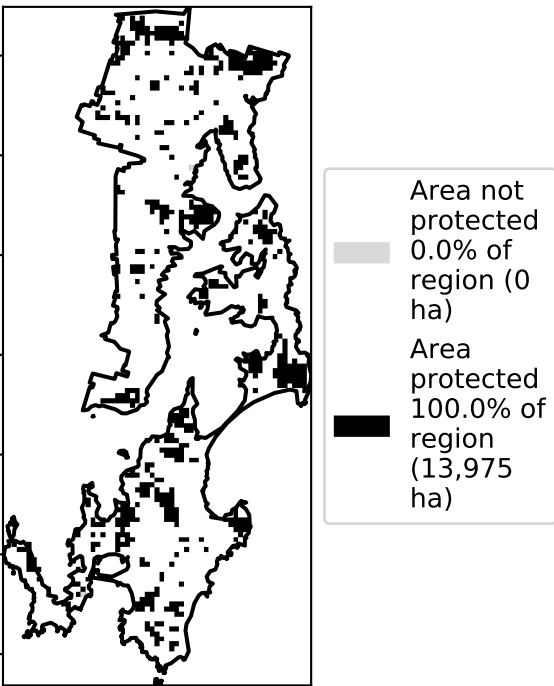 Area not
protected
0.0% of
region (0
ha)
Area
protected
100.0% of
region
(13,975
ha)